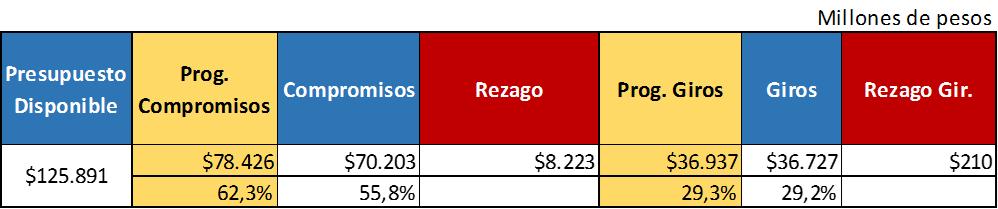 Millones de pesos
Presupuesto Disponible Prog. Compromisos Compromisos Rezago Prog. Giros Giros Rezago Gir.
$125.891 $78.426 $70.203 $8.223 $36.937 $36.727 $210
62,3% 55,8% 29,3% 29,2%